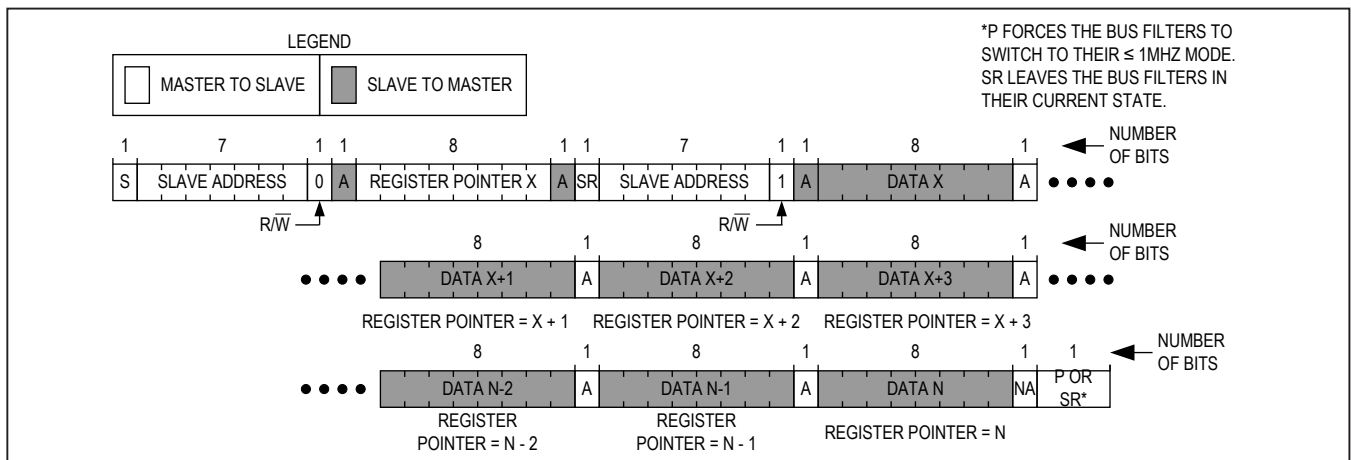 LEGEND
MASTER TO SLAVE SLAVE TO MASTER
*P FORCES THE BUS FILTERS TO
SWITCH TO THEIR ≤ 1MHZ MODE.
SR LEAVES THE BUS FILTERS IN
THEIR CURRENT STATE.
1 7 1 1 8 1 1 7 1 1 8 1 NUMBER
OF BITS
S SLAVE ADDRESS 0 A REGISTER POINTER X A SR SLAVE ADDRESS 1 A DATA X A
R/W̅ R/W̅
8 1 8 1 8 1 NUMBER
OF BITS
DATA X+1 A DATA X+2 A DATA X+3 A
REGISTER POINTER = X + 1 REGISTER POINTER = X + 2 REGISTER POINTER = X + 3
8 1 8 1 8 1 1 NUMBER
OF BITS
DATA N-2 A DATA N-1 A DATA N NA P OR
SR*
REGISTER
POINTER = N - 2
REGISTER
POINTER = N - 1
REGISTER POINTER = N